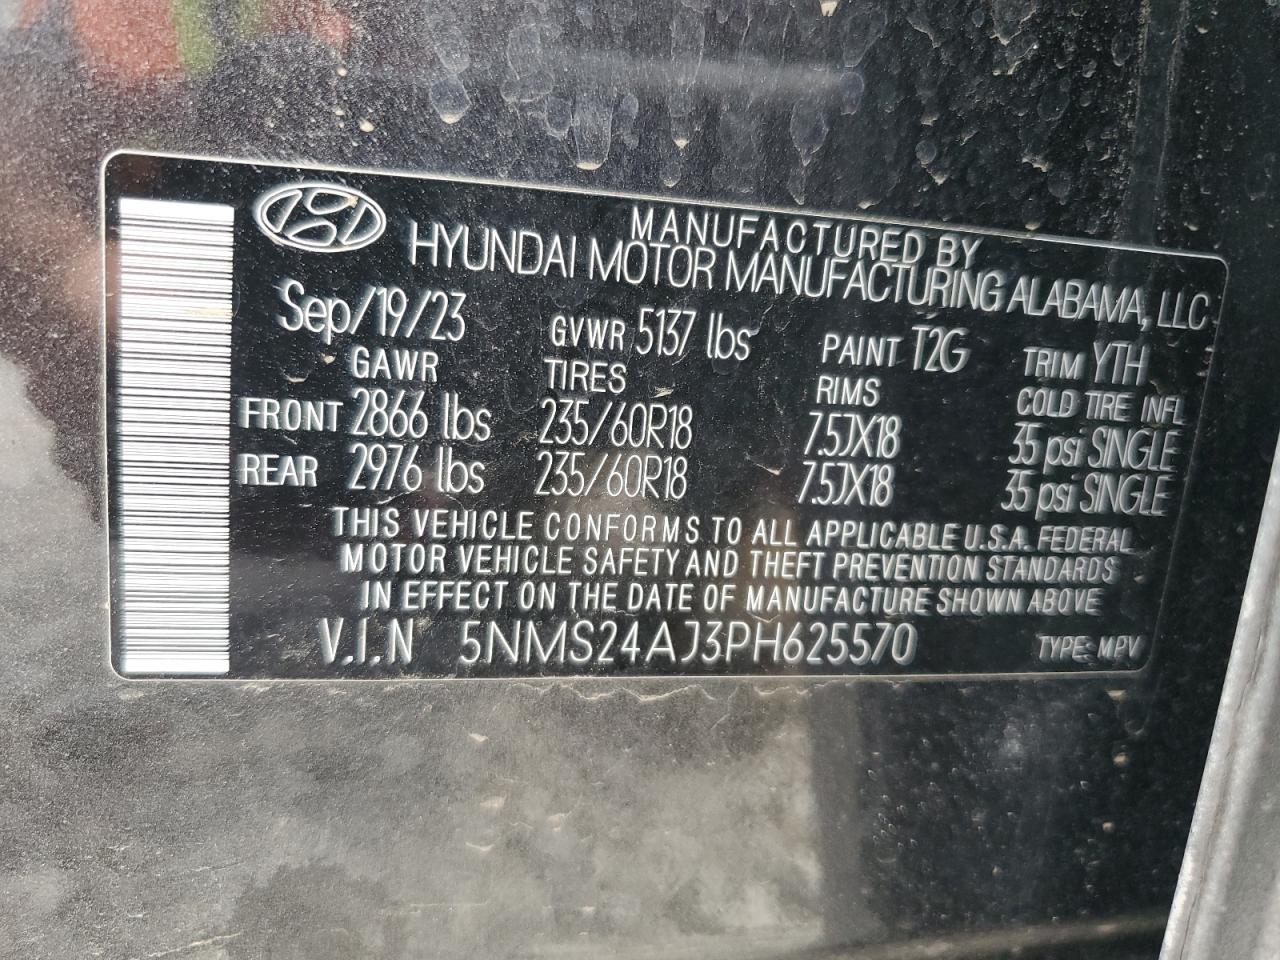 MANUFACTURED BY
HYUNDAI MOTOR MANUFACTURING ALABAMA, LLC
Sep/19/23 GVWR 5137 lbs PAINT T2G TRIM YTH
GAWR TIRES RIMS COLD TIRE INFL
FRONT 2866 lbs 235/60R18 7.5JX18 35 psi SINGLE
REAR 2976 lbs 235/60R18 7.5JX18 35 psi SINGLE
THIS VEHICLE CONFORMS TO ALL APPLICABLE U.S.A. FEDERAL
MOTOR VEHICLE SAFETY AND THEFT PREVENTION STANDARDS
IN EFFECT ON THE DATE OF MANUFACTURE SHOWN ABOVE
V.I.N 5NMS24AJ3PH625570 TYPE: MPV